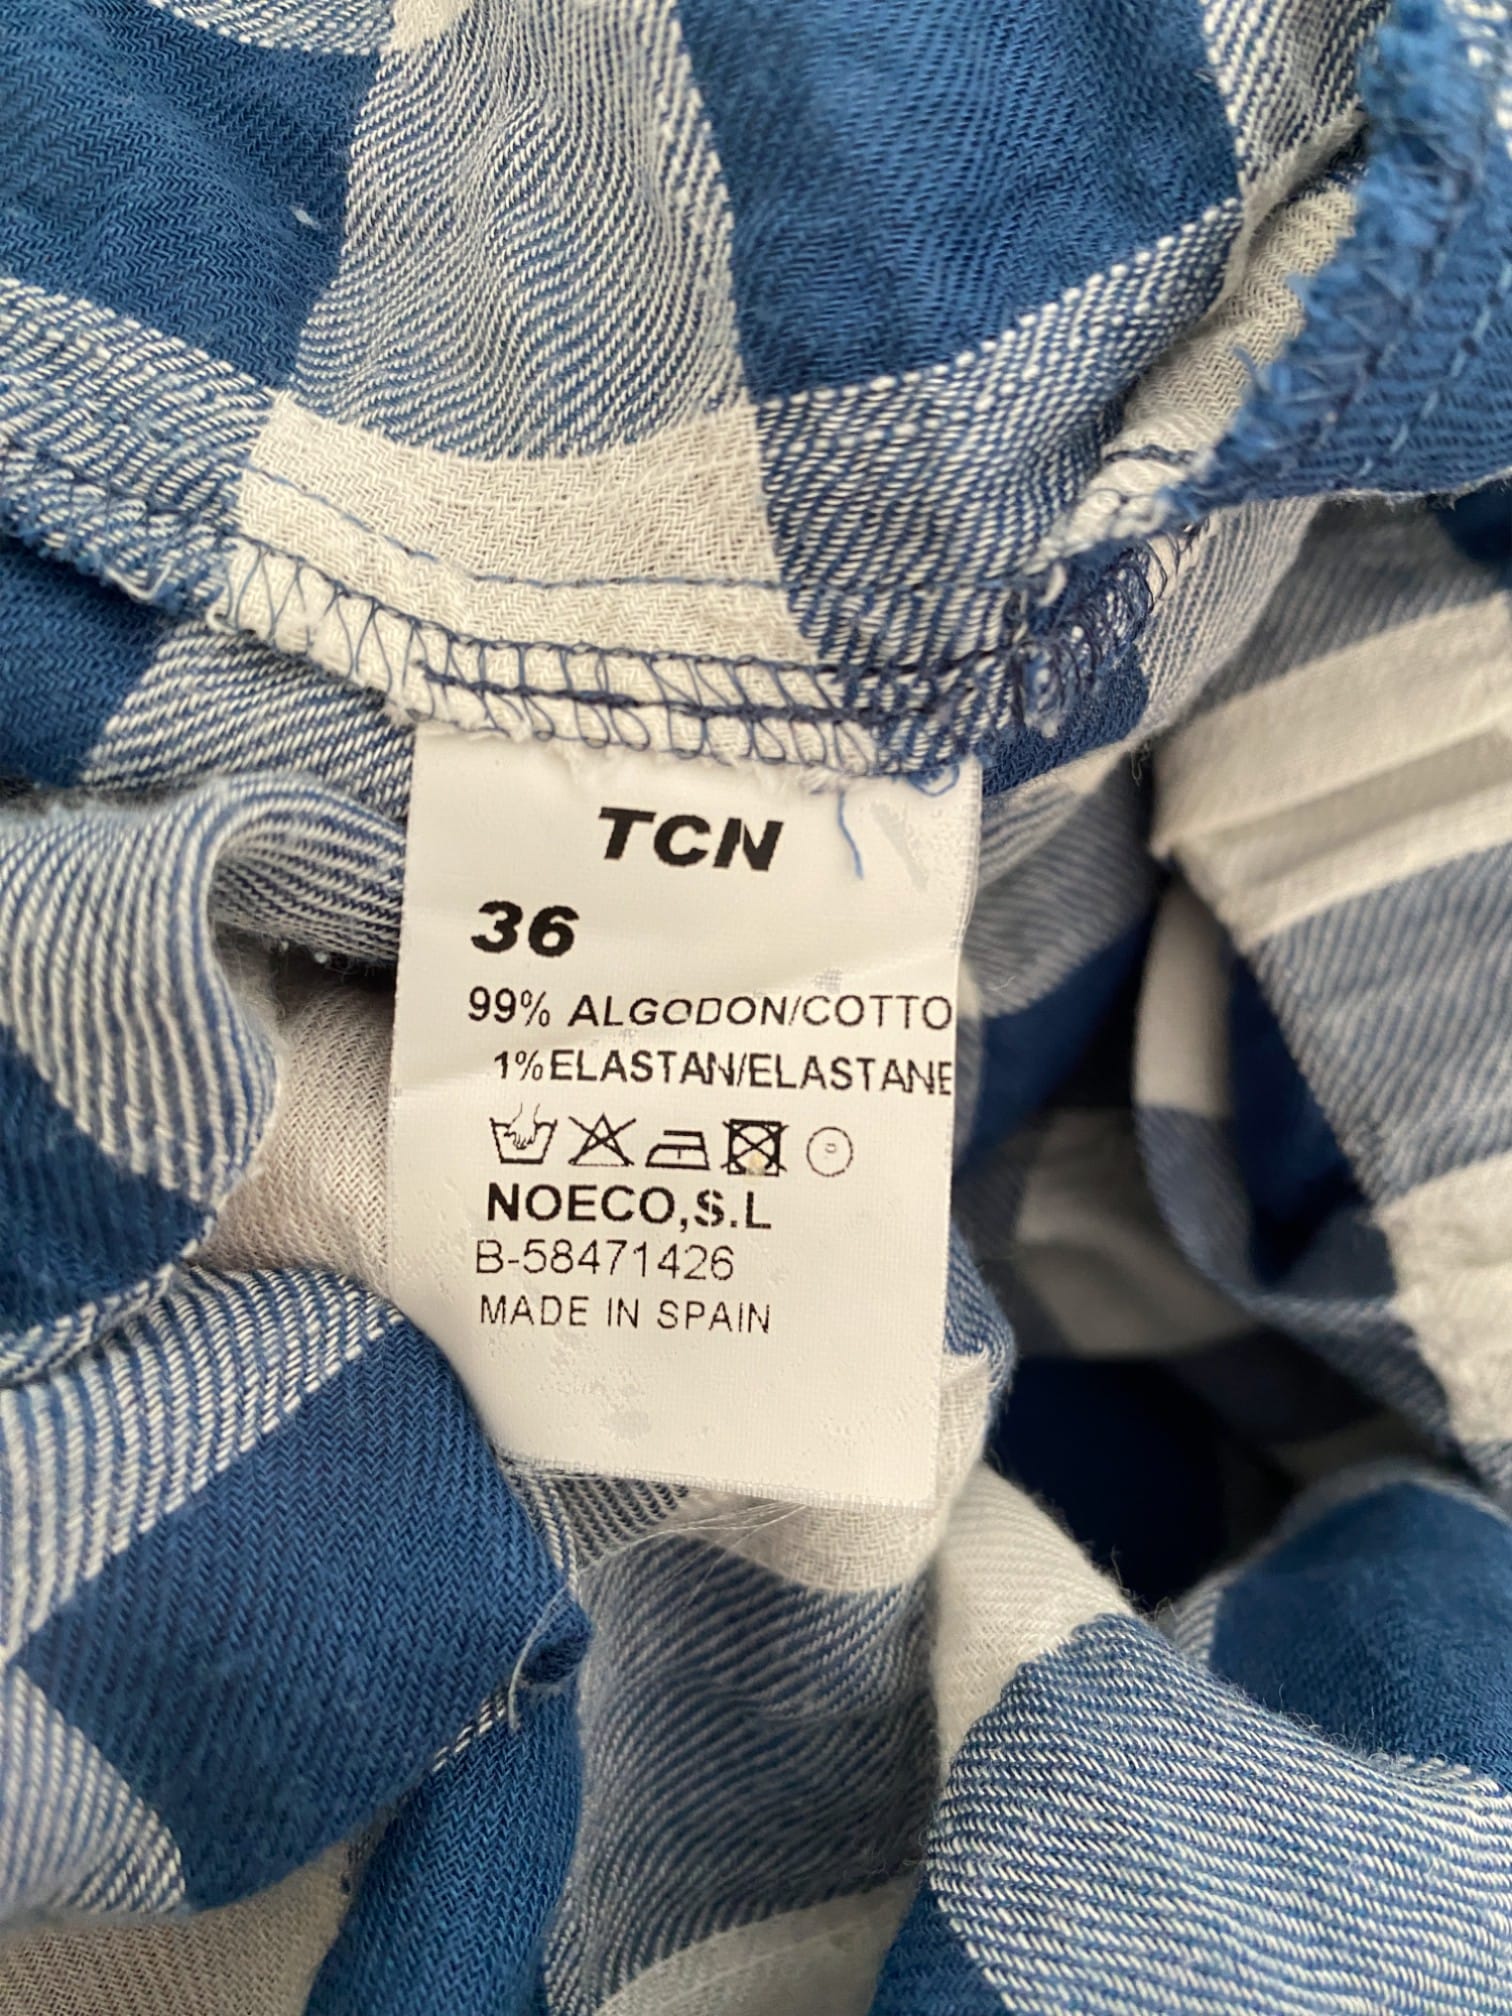 TCN
36
99% ALGODON/COTTO
1%ELASTAN/ELASTANE
NOECO,S.L
B-58471426
MADE IN SPAIN